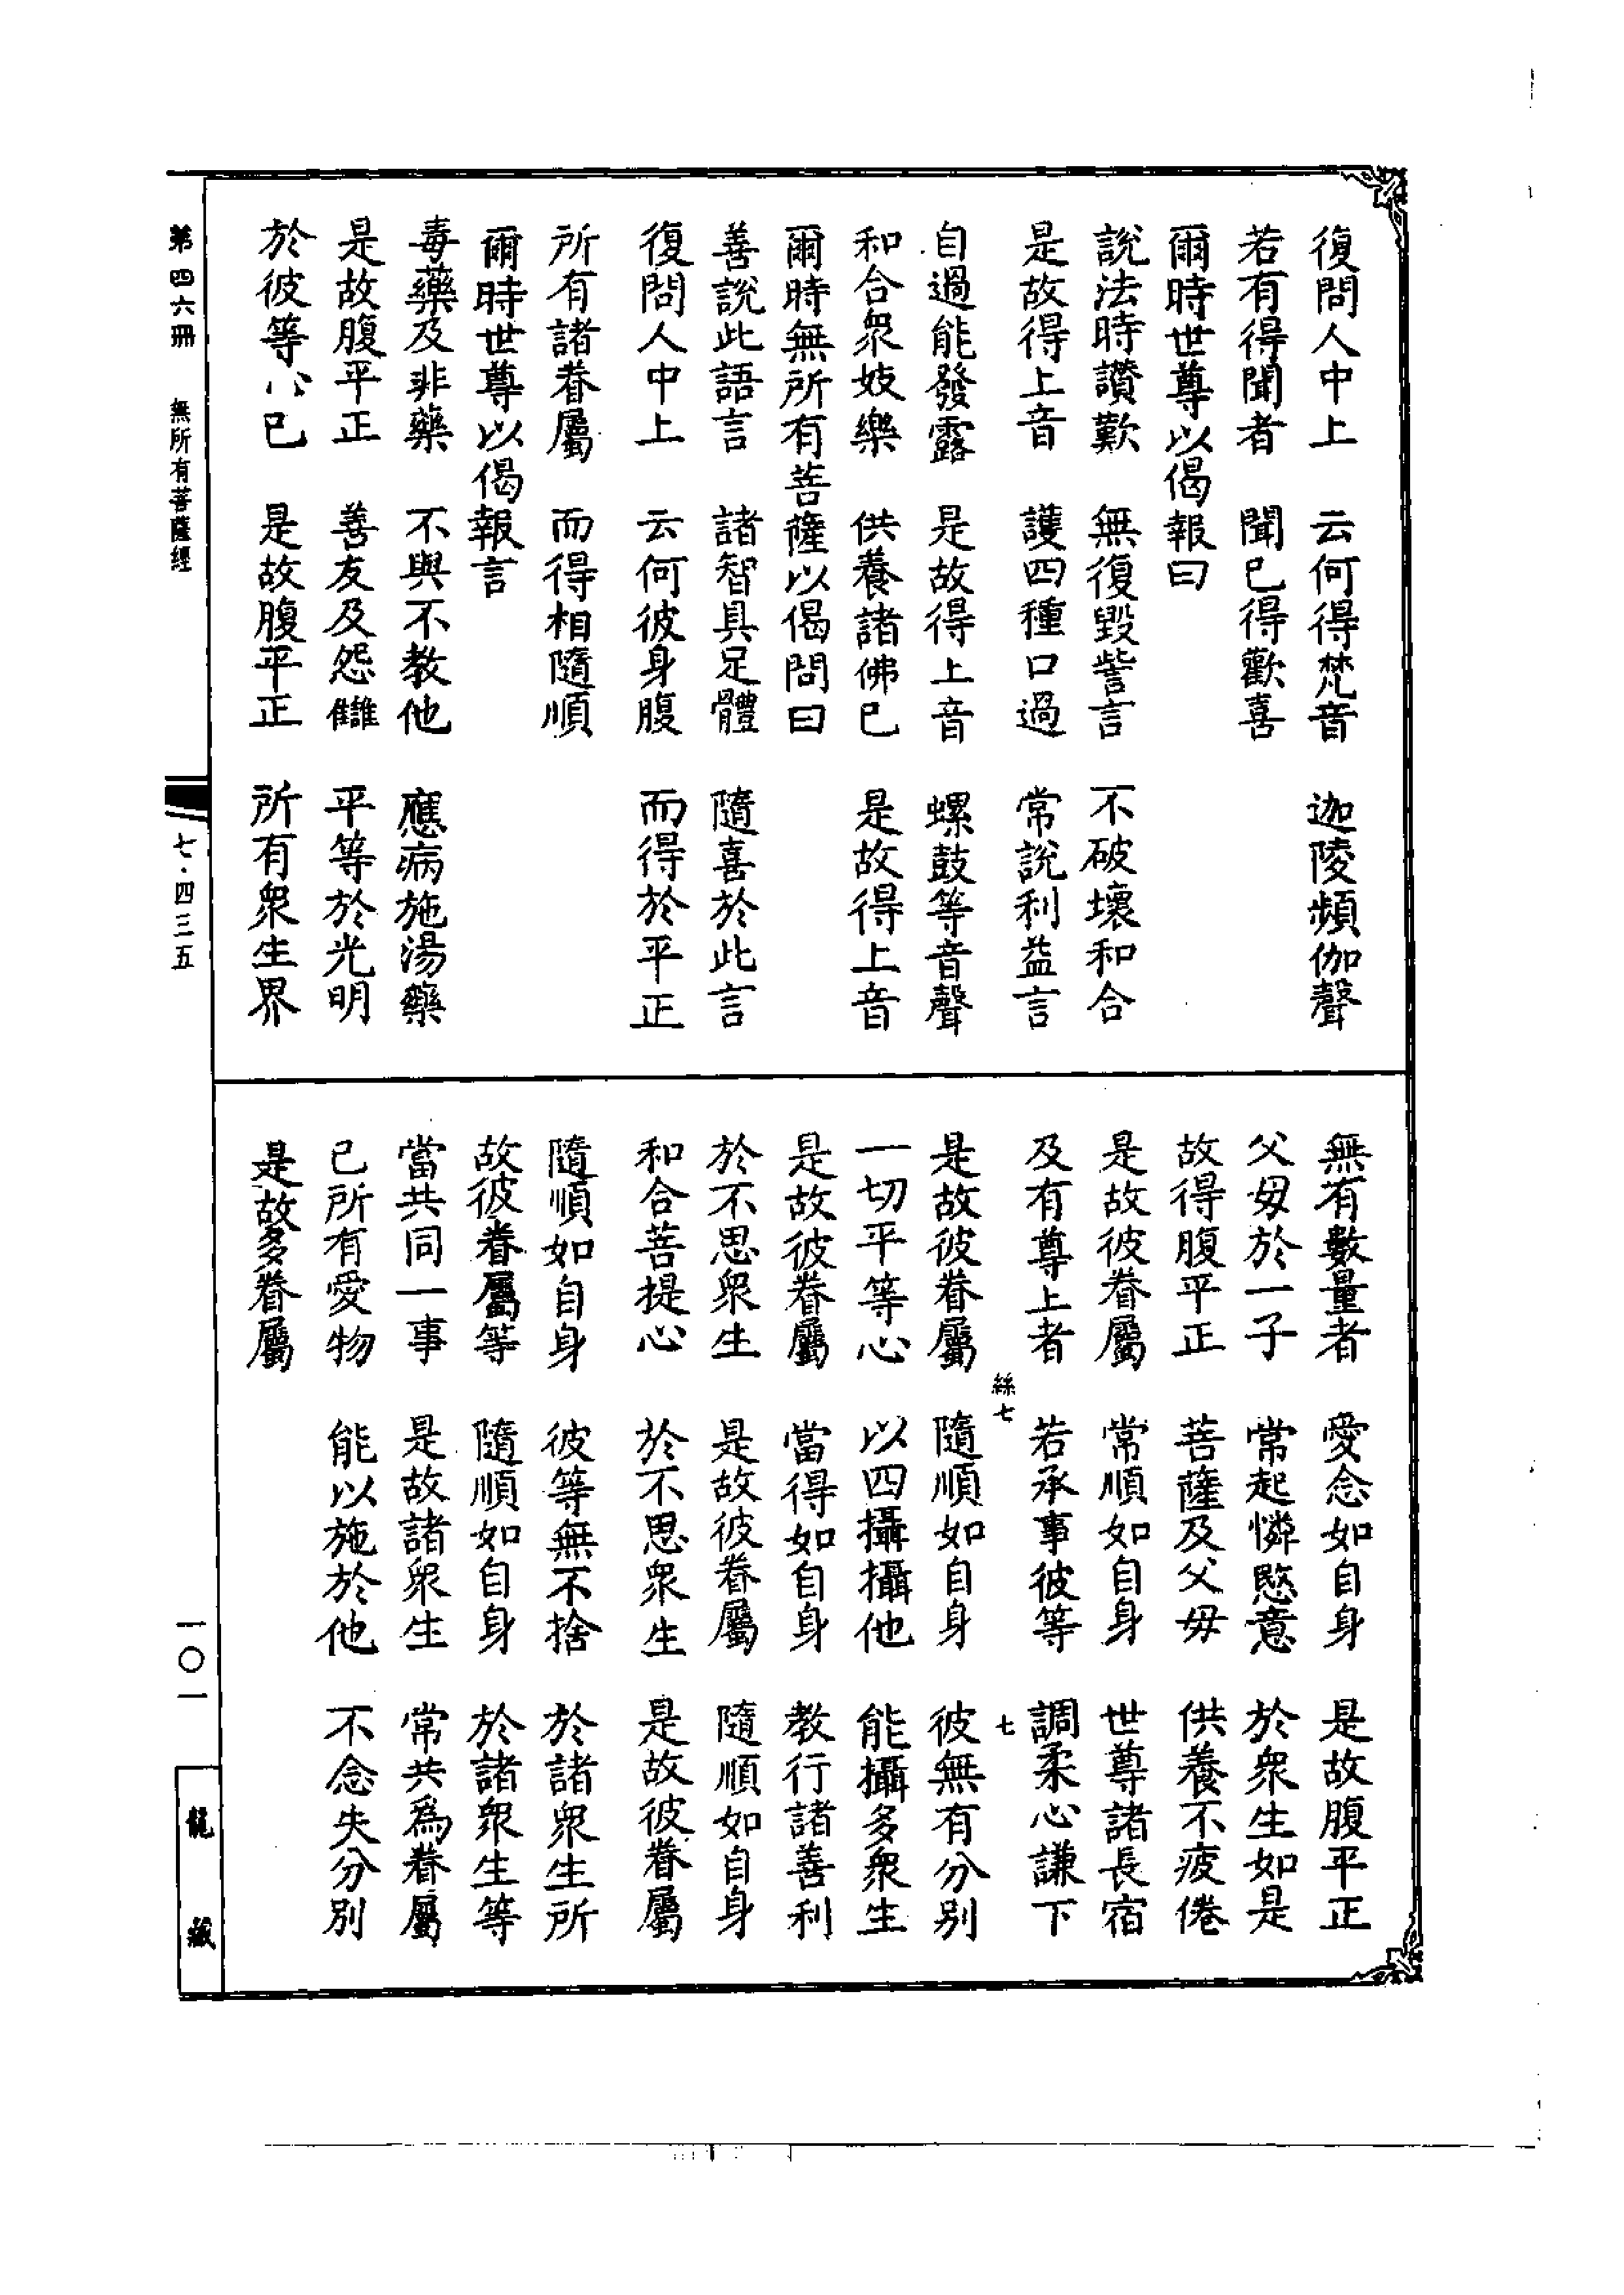 復問人中上　云何得梵音　迦陵頻伽聲
若有得聞者　聞已得歡喜
爾時世尊以偈報曰
說法時讚歎　無復毀訾言　不破壞和合
是故得上音　護四種口過　常說利益言
自過能發露　是故得上音　螺鼓等音聲
和合衆妓樂　供養諸佛已　是故得上音
爾時無所有菩薩以偈問曰
善說此語言　諸智具足體　隨喜於此言
復問人中上　云何彼身腹　而得於平正
所有諸眷屬　而得相隨順
爾時世尊以偈報言
毒藥及非藥　不與不教他　應病施湯藥
是故腹平正　善友及怨讎　平等於光明
於彼等心已　是故腹平正　所有衆生界
無有數量者　愛念如自身　是故腹平正
父母於一子　常起憐愍意　於衆生如是
故得腹平正　菩薩及父母　供養不疲倦
是故彼眷屬　常順如自身　世尊諸長宿
及有尊上者　若承事彼等　調柔心謙下
絲七　七
是故彼眷屬　隨順如自身　彼無有分別
一切平等心　以四攝攝他　能攝多衆生
是故彼眷屬　當得如自身　教行諸善利
於不思衆生　是故彼眷屬　隨順如自身
和合菩提心　於不思衆生　是故彼眷屬
隨順如自身　彼等無不捨　於諸衆生所
故彼眷屬等　隨順如自身　於諸衆生等
當共同一事　是故諸衆生　常共爲眷屬
己所有愛物　能以施於他　不念失分別
是故多眷屬
第四六冊　無所有菩薩經
七·四三五
一〇一
龍藏